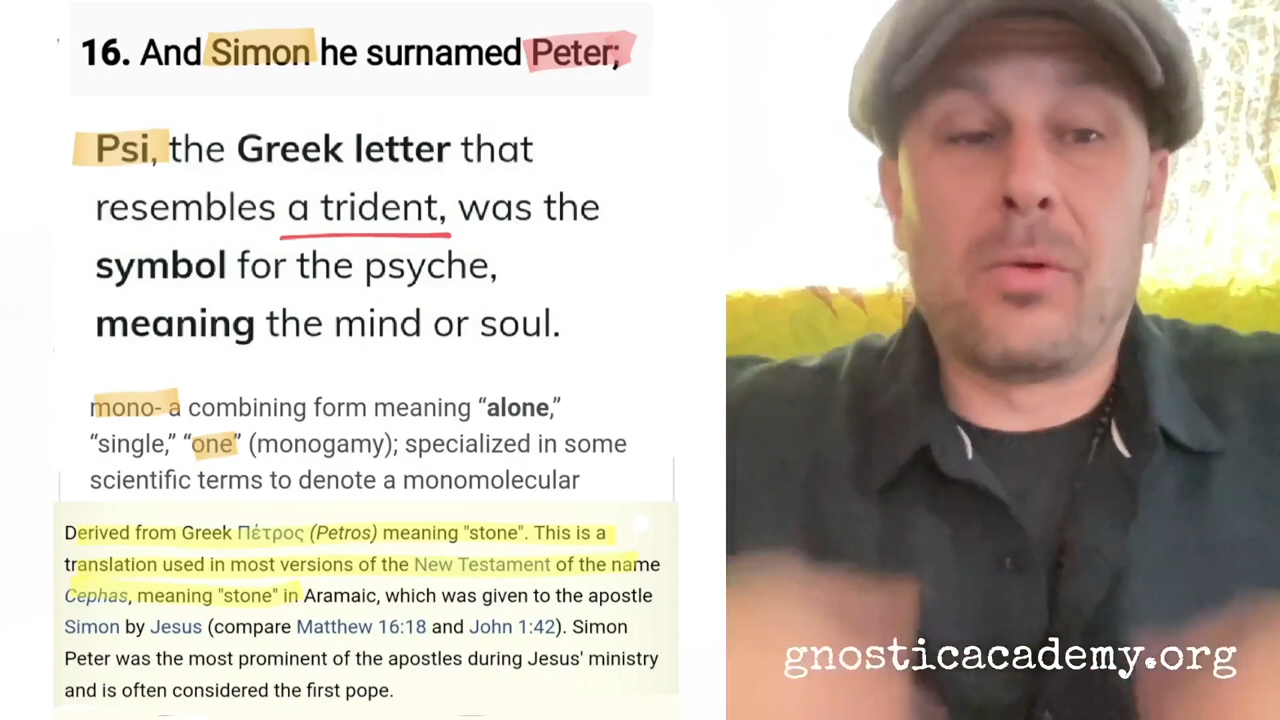 16. And Simon he surnamed Peter;
Psi, the Greek letter that
resembles a trident, was the
symbol for the psyche,
meaning the mind or soul.
mono- a combining form meaning “alone,”
“single,” “one” (monogamy); specialized in some
scientific terms to denote a monomolecular
Derived from Greek Πέτρος (Petros) meaning "stone". This is a
translation used in most versions of the New Testament of the name
Cephas, meaning "stone" in Aramaic, which was given to the apostle
Simon by Jesus (compare Matthew 16:18 and John 1:42). Simon
Peter was the most prominent of the apostles during Jesus' ministry
and is often considered the first pope.
gnosticacademy.org